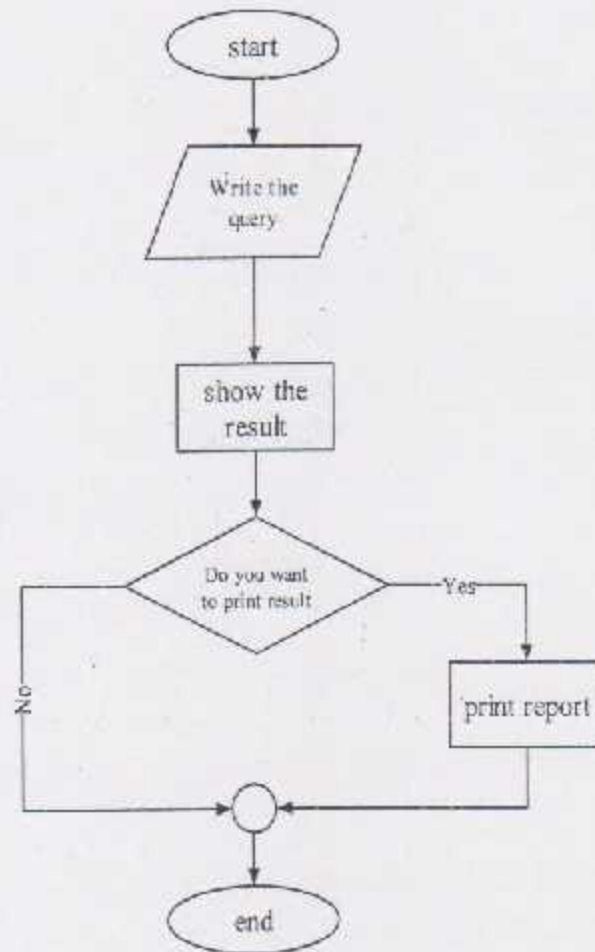 start
Write the
query
show the
result
Do you want
to print result
Yes
No
print report
end